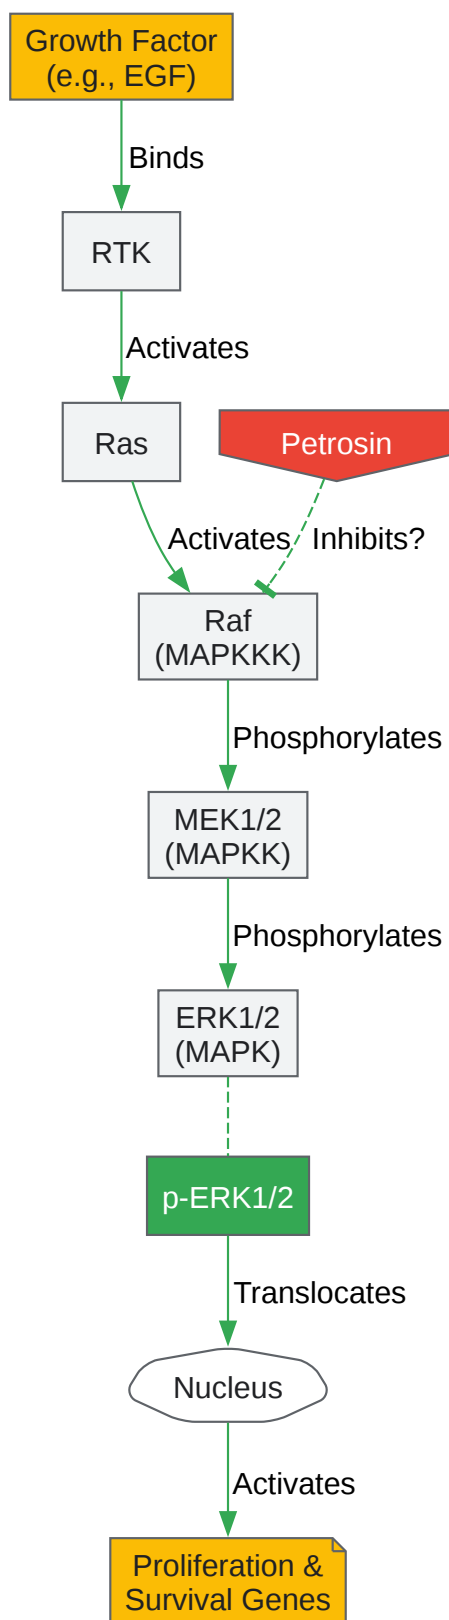 Growth Factor
(e.g., EGF)
Binds
RTK
Activates
Ras
Petrosin
Activates
Inhibits?
Raf
(MAPKKK)
Phosphorylates
MEK1/2
(MAPKK)
Phosphorylates
ERK1/2
(MAPK)
p-ERK1/2
Translocates
Nucleus
Activates
Proliferation &
Survival Genes